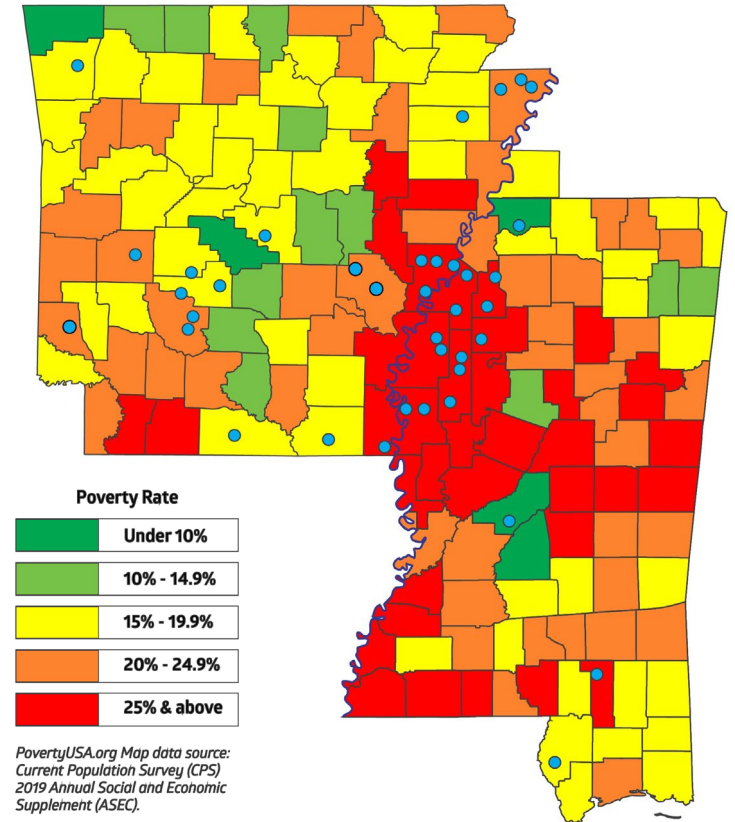 Poverty Rate
Under 10%
10% - 14.9%
15% - 19.9%
20% - 24.9%
25% & above
PovertyUSA.org Map data source:
Current Population Survey (CPS)
2019 Annual Social and Economic
Supplement (ASEC).